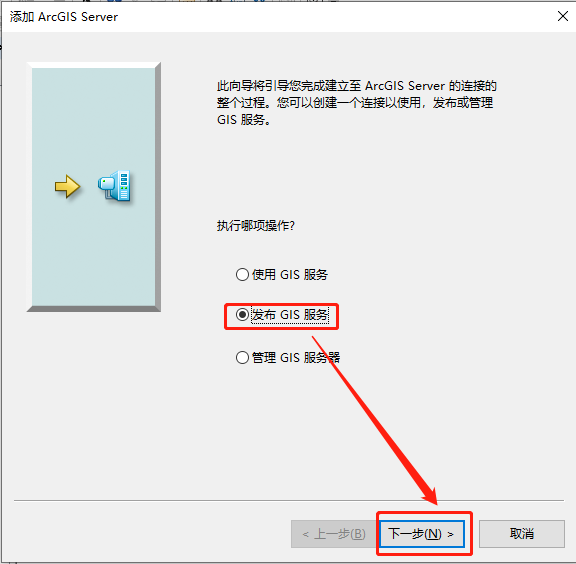 添加 ArcGIS Server
此向导将引导您完成建立至 ArcGIS Server 的连接的
整个过程。您可以创建一个连接以使用，发布或管理
GIS 服务。
执行哪项操作?
使用 GIS 服务
发布 GIS 服务
管理 GIS 服务器
< 上一步(B)
下一步(N) >
取消